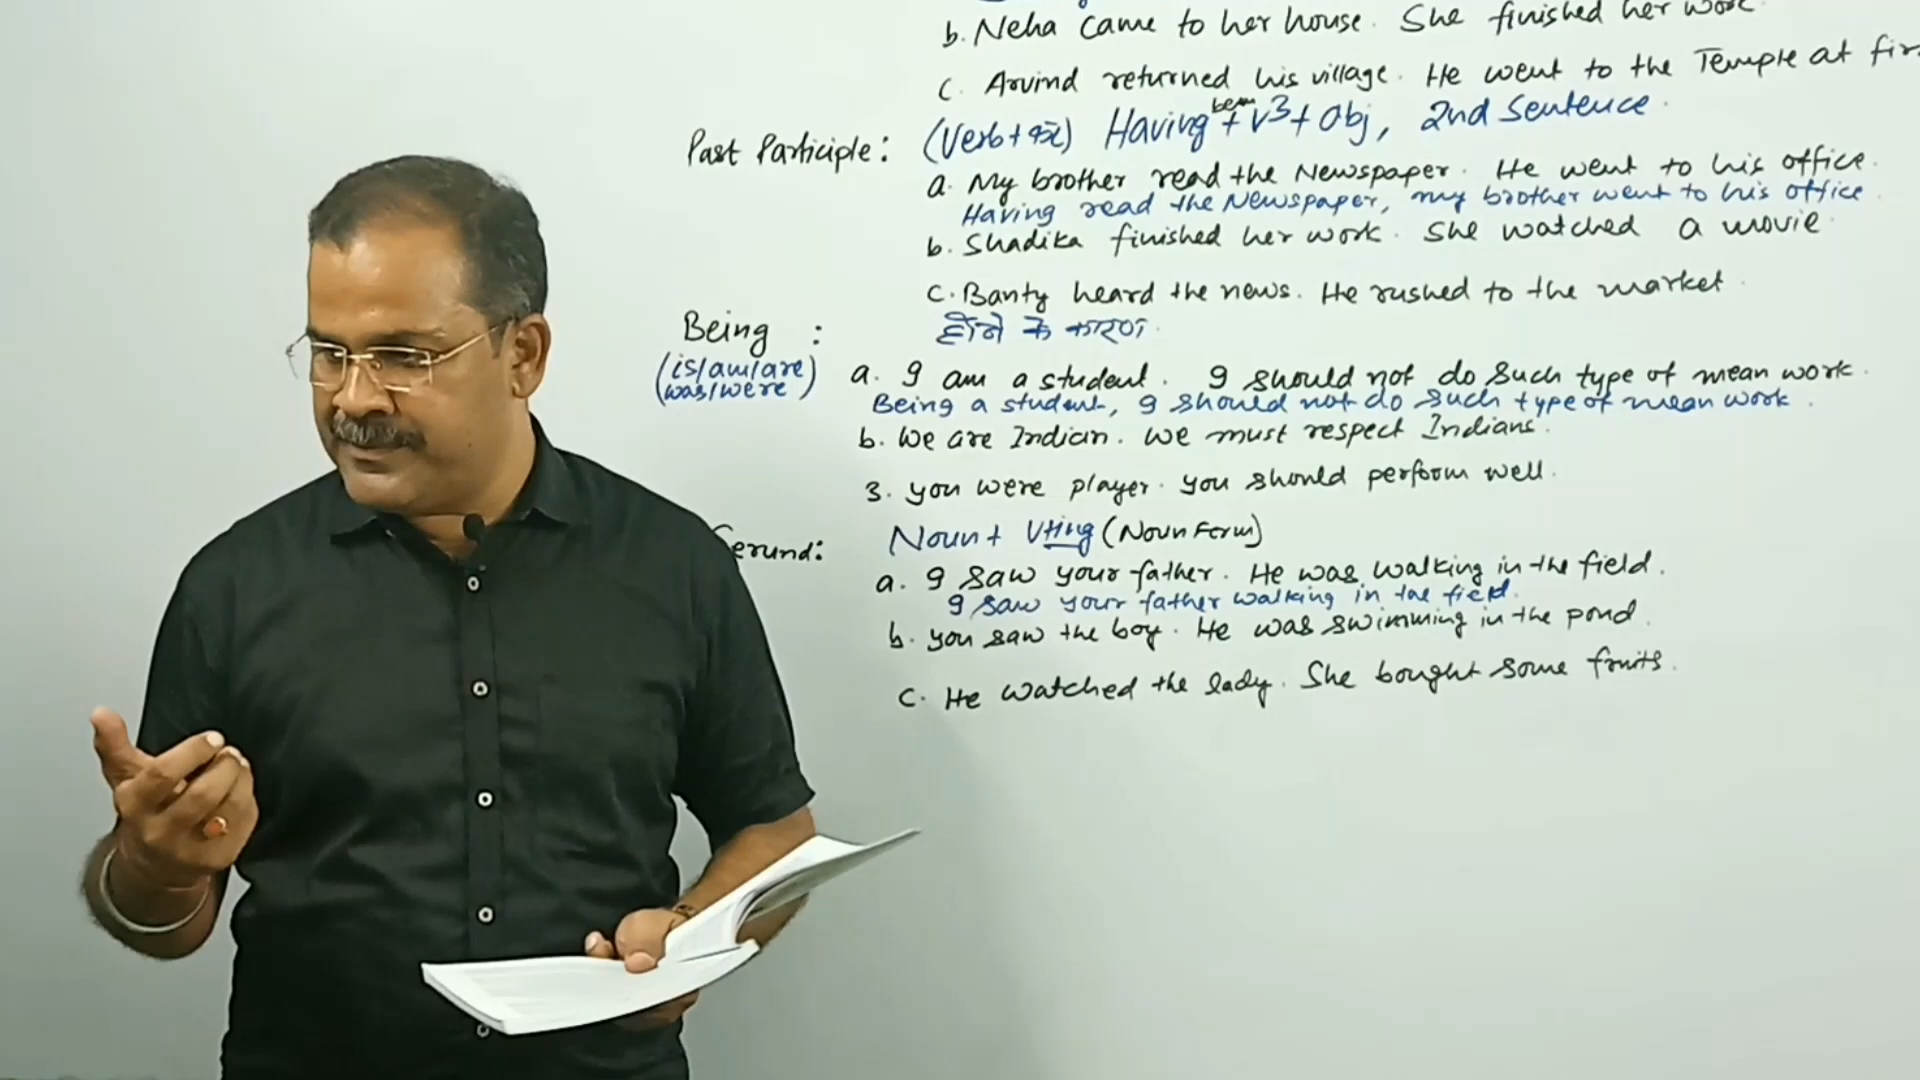 b. Neha came to her house. She finished her work
c. Arvind returned his village. He went to the Temple at
Past Participle: (Verb+ कर) Having been + V3 + Obj, 2nd Sentence.
a. My brother read the Newspaper. He went to his office.
Having read the Newspaper, my brother went to his office.
b. Shadika finished her work. She watched a movie.
c. Banty heard the news. He rushed to the market.
Being : होने के कारण.
(is/am/are
was/were)
a. I am a student. I should not do such type of mean work.
Being a student, I should not do such type of mean work.
b. We are Indian. We must respect Indians.
3. you were player. you should perform well.
Gerund: Noun+ V+ing (Noun Form)
a. I saw your father. He was walking in the field.
I saw your father walking in the field.
b. you saw the boy. He was swimming in the pond.
c. He watched the lady. She bought some fruits.